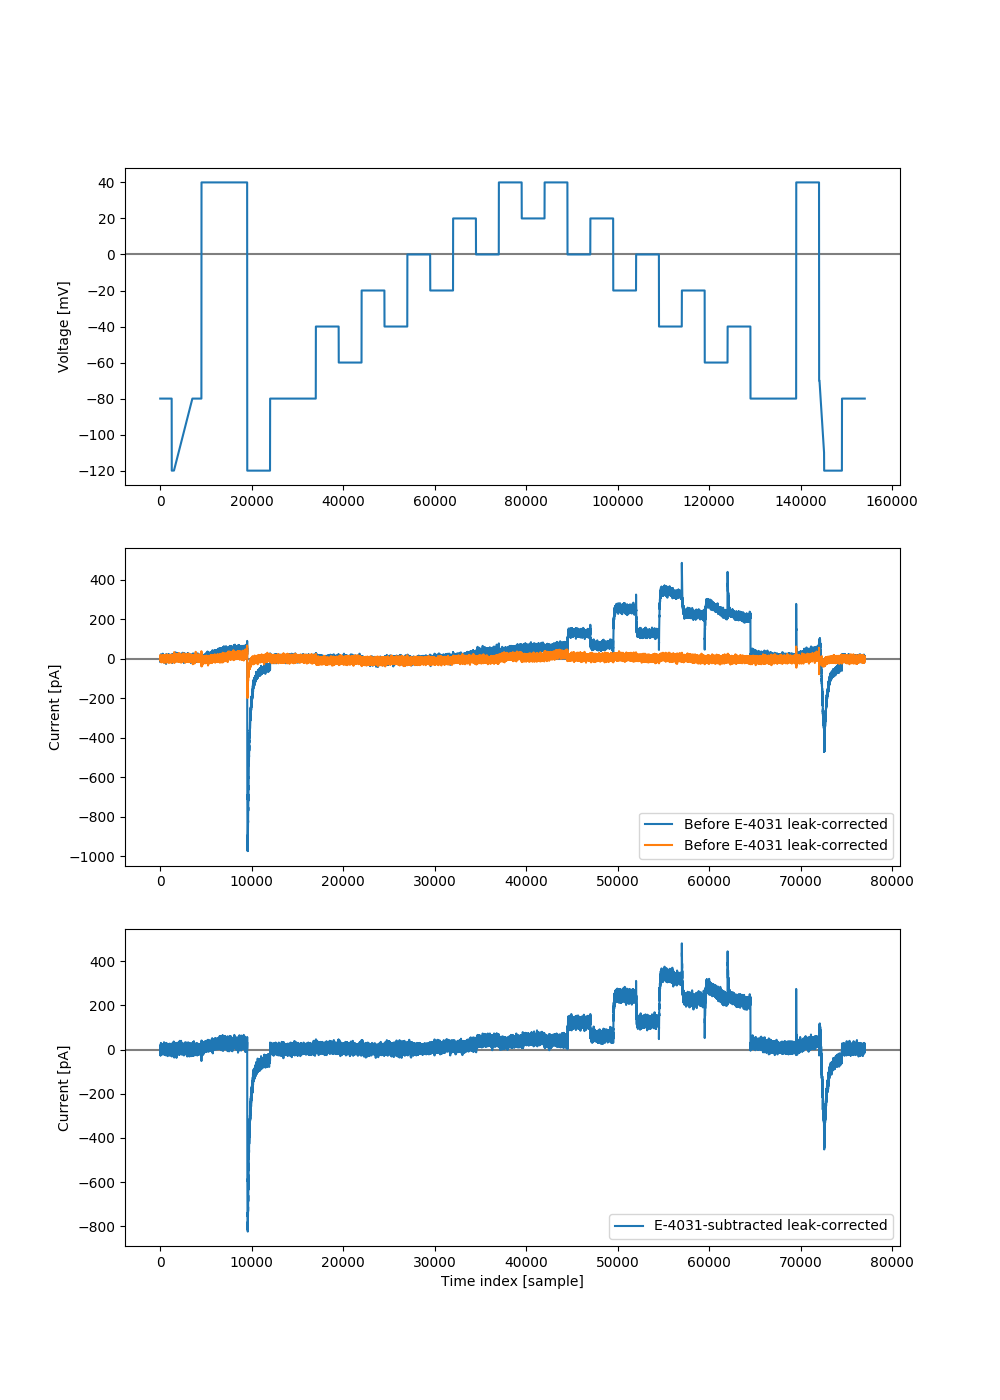 40
20
0
−20
−40
−60
−80
−100
−120
Voltage [mV]
0 20000 40000 60000 80000 100000 120000 140000 160000
400
200
0
−200
−400
−600
−800
−1000
Current [pA]
Before E-4031 leak-corrected
Before E-4031 leak-corrected
0 10000 20000 30000 40000 50000 60000 70000 80000
400
200
0
−200
−400
−600
−800
Current [pA]
E-4031-subtracted leak-corrected
0 10000 20000 30000 40000 50000 60000 70000 80000
Time index [sample]